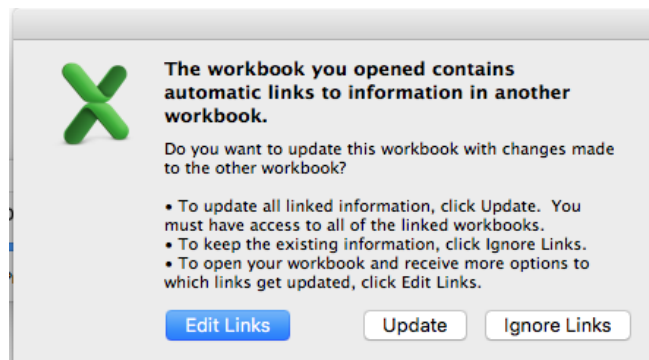 The workbook you opened contains
automatic links to information in another
workbook.
Do you want to update this workbook with changes made
to the other workbook?
• To update all linked information, click Update.  You
must have access to all of the linked workbooks.
• To keep the existing information, click Ignore Links.
• To open your workbook and receive more options to
which links get updated, click Edit Links.
Edit Links Update Ignore Links